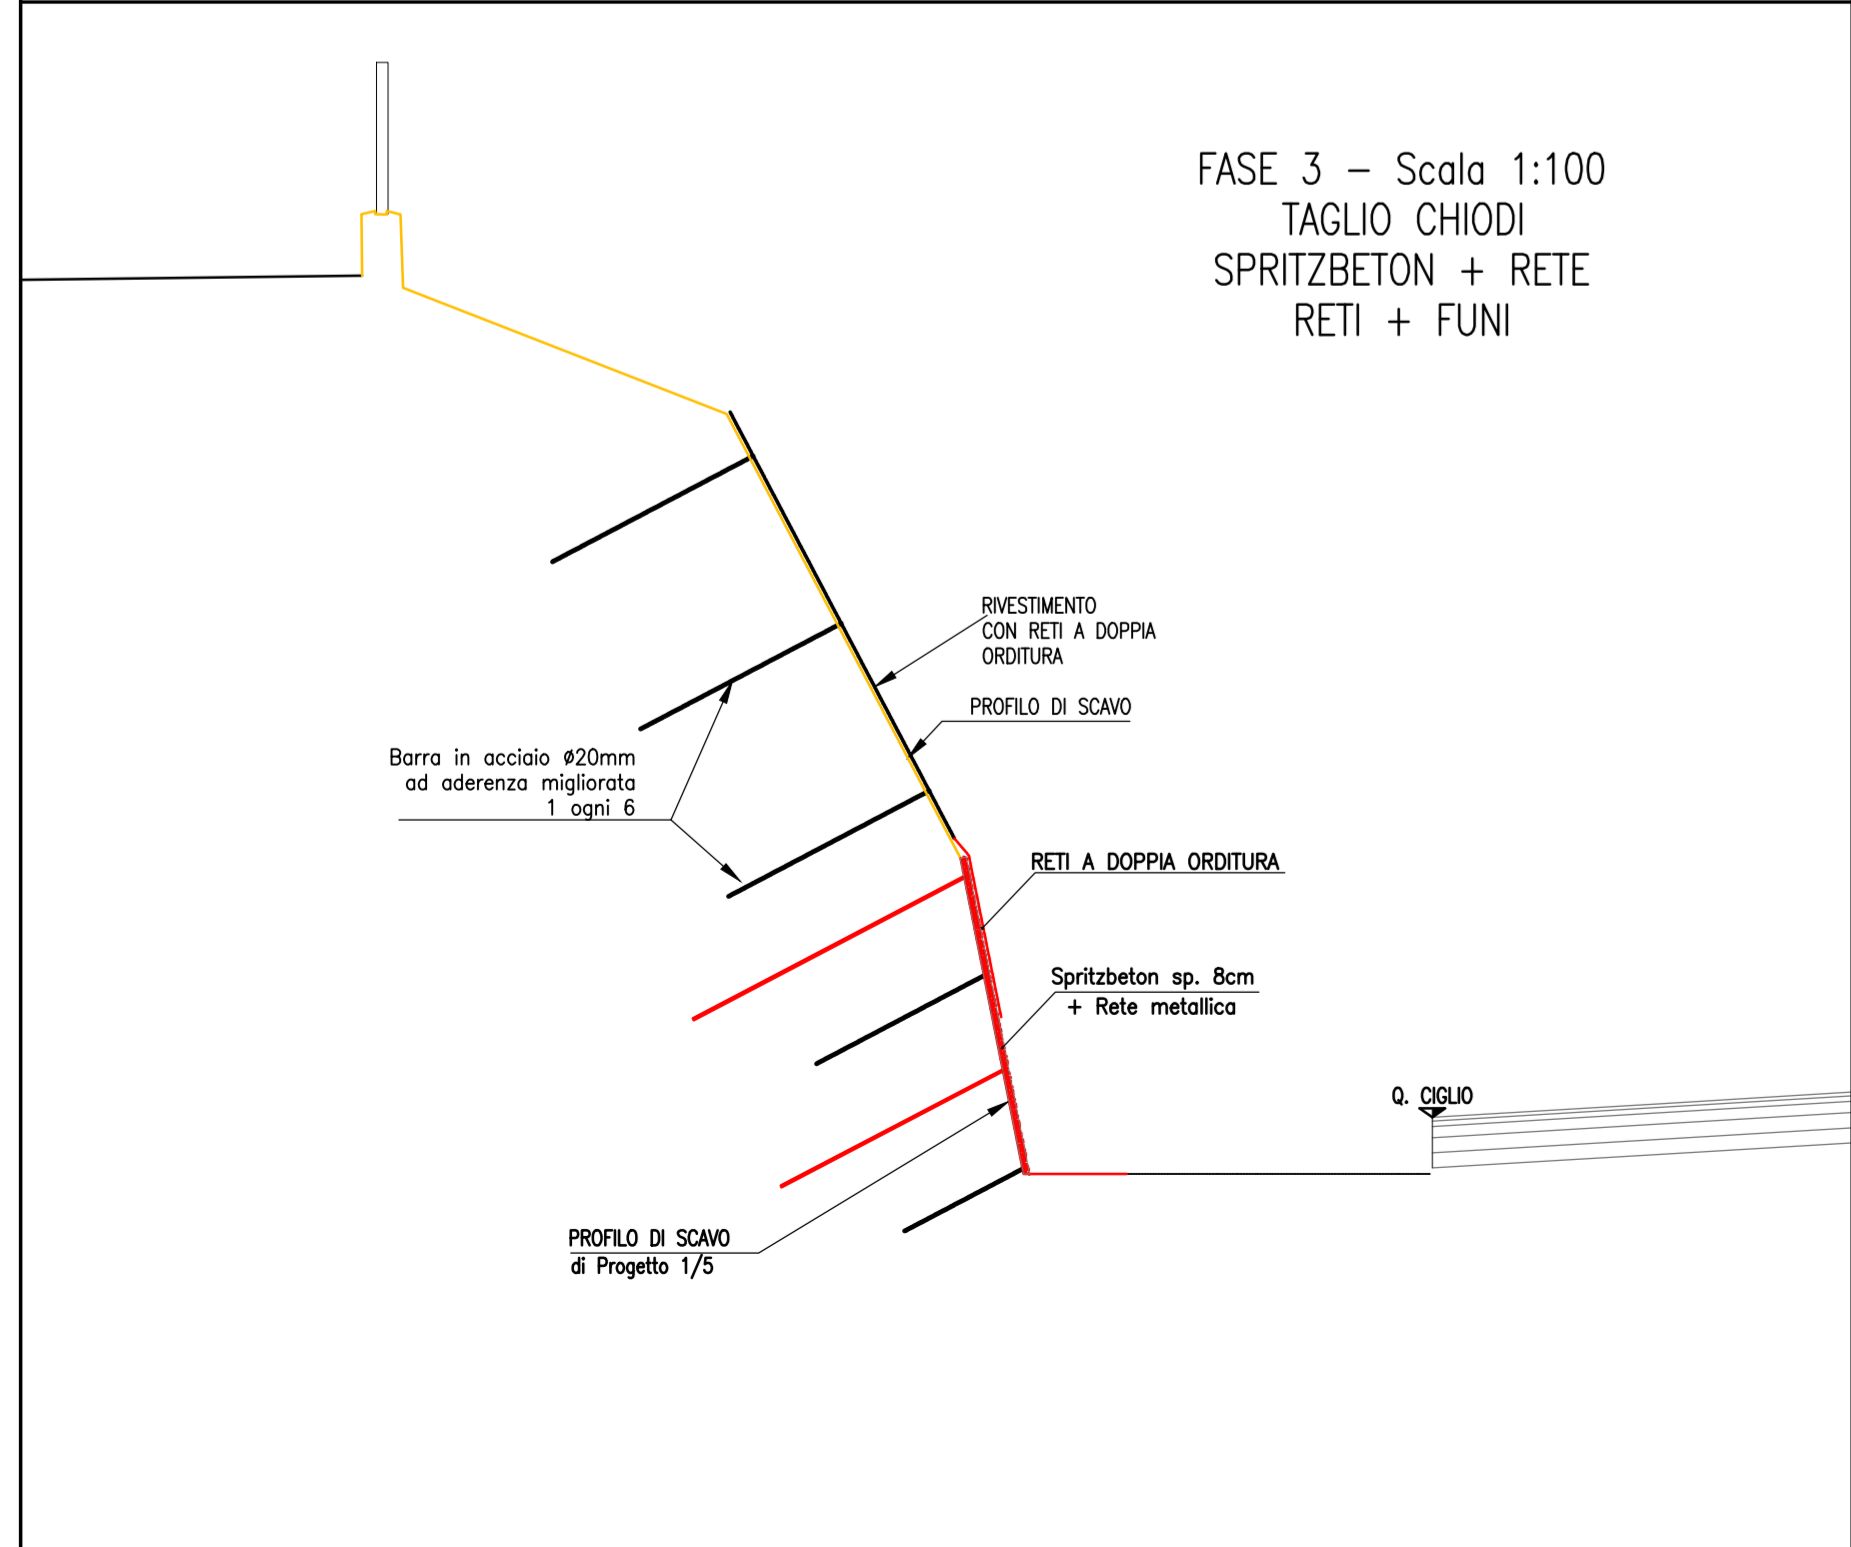 FASE 3 – Scala 1:100
TAGLIO CHIODI
SPRITZBETON + RETE
RETI + FUNI
RIVESTIMENTO
CON RETI A DOPPIA
ORDITURA
PROFILO DI SCAVO
Barra in acciaio ø20mm
ad aderenza migliorata
1 ogni 6
RETI A DOPPIA ORDITURA
Spritzbeton sp. 8cm
+ Rete metallica
Q. CIGLIO
PROFILO DI SCAVO
di Progetto 1/5